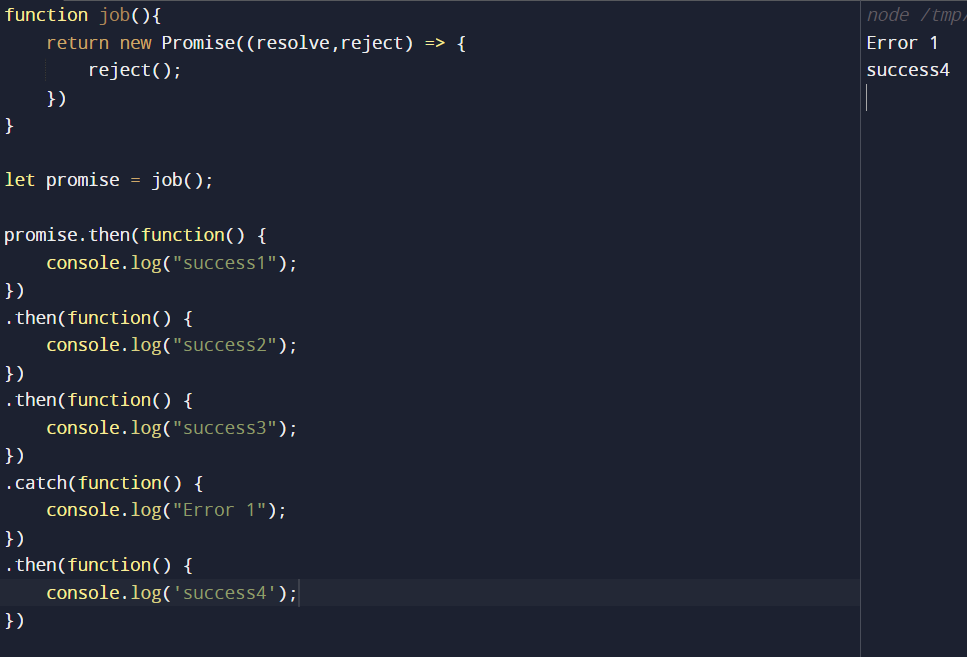 function job(){
    return new Promise((resolve,reject) => {
        reject();
    })
}

let promise = job();

promise.then(function() {
    console.log("success1");
})
.then(function() {
    console.log("success2");
})
.then(function() {
    console.log("success3");
})
.catch(function() {
    console.log("Error 1");
})
.then(function() {
    console.log('success4');
})
node /tmp/
Error 1
success4